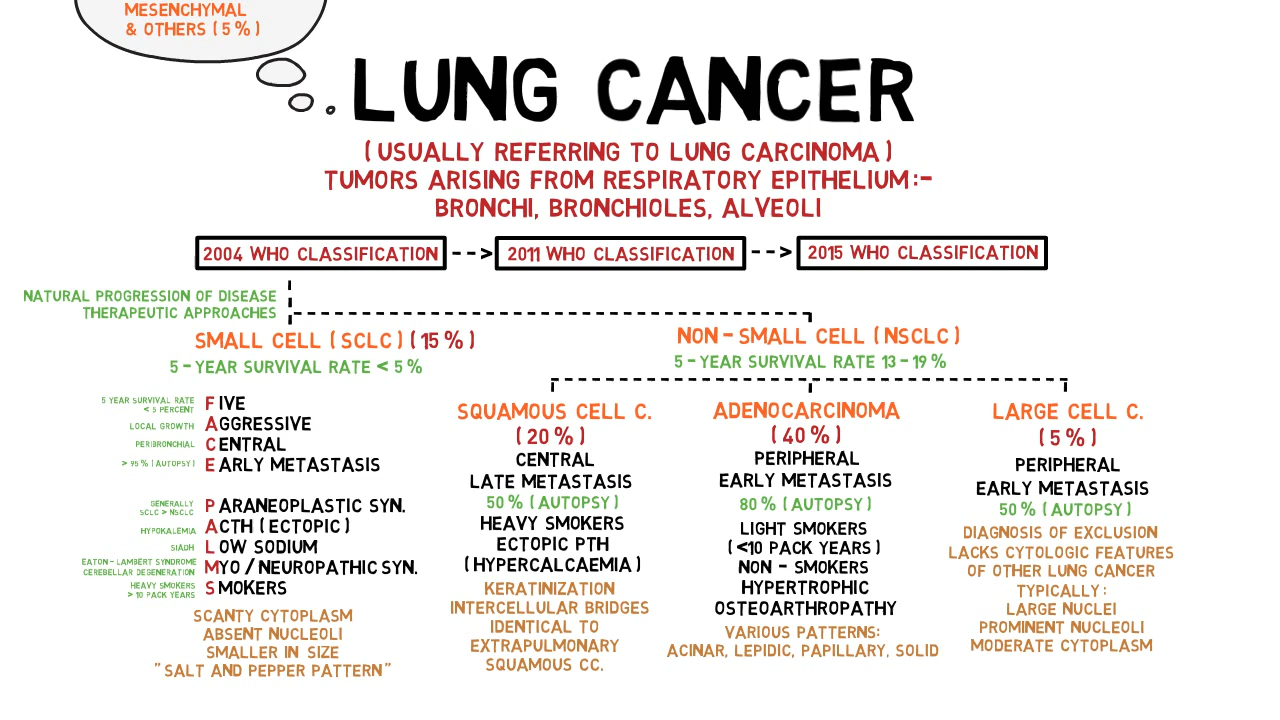 MESENCHYMAL
& OTHERS (5%)
LUNG CANCER
(USUALLY REFERRING TO LUNG CARCINOMA)
TUMORS ARISING FROM RESPIRATORY EPITHELIUM:-
BRONCHI, BRONCHIOLES, ALVEOLI
2004 WHO CLASSIFICATION --> 2011 WHO CLASSIFICATION --> 2015 WHO CLASSIFICATION
NATURAL PROGRESSION OF DISEASE
THERAPEUTIC APPROACHES
SMALL CELL (SCLC) (15%)
5-YEAR SURVIVAL RATE < 5%
5 YEAR SURVIVAL RATE
< 5 PERCENT
FIVE
LOCAL GROWTH
AGGRESSIVE
PERIBRONCHIAL
CENTRAL
> 95% (AUTOPSY)
EARLY METASTASIS
GENERALLY
SCLC > NSCLC
PARANEOPLASTIC SYN.
HYPOKALEMIA
ACTH (ECTOPIC)
SIADH
LOW SODIUM
EATON-LAMBERT SYNDROME
CEREBELLAR DEGENERATION
MYO/NEUROPATHIC SYN.
HEAVY SMOKERS
> 10 PACK YEARS
SMOKERS
SCANTY CYTOPLASM
ABSENT NUCLEOLI
SMALLER IN SIZE
"SALT AND PEPPER PATTERN"
NON-SMALL CELL (NSCLC)
5-YEAR SURVIVAL RATE 13-19%
SQUAMOUS CELL C.
(20%)
CENTRAL
LATE METASTASIS
50% (AUTOPSY)
HEAVY SMOKERS
ECTOPIC PTH
(HYPERCALCAEMIA)
KERATINIZATION
INTERCELLULAR BRIDGES
IDENTICAL TO
EXTRAPULMONARY
SQUAMOUS CC.
ADENOCARCINOMA
(40%)
PERIPHERAL
EARLY METASTASIS
80% (AUTOPSY)
LIGHT SMOKERS
(<10 PACK YEARS)
NON-SMOKERS
HYPERTROPHIC
OSTEOARTHROPATHY
VARIOUS PATTERNS:
ACINAR, LEPIDIC, PAPILLARY, SOLID
LARGE CELL C.
(5%)
PERIPHERAL
EARLY METASTASIS
50% (AUTOPSY)
DIAGNOSIS OF EXCLUSION
LACKS CYTOLOGIC FEATURES
OF OTHER LUNG CANCER
TYPICALLY:
LARGE NUCLEI
PROMINENT NUCLEOLI
MODERATE CYTOPLASM